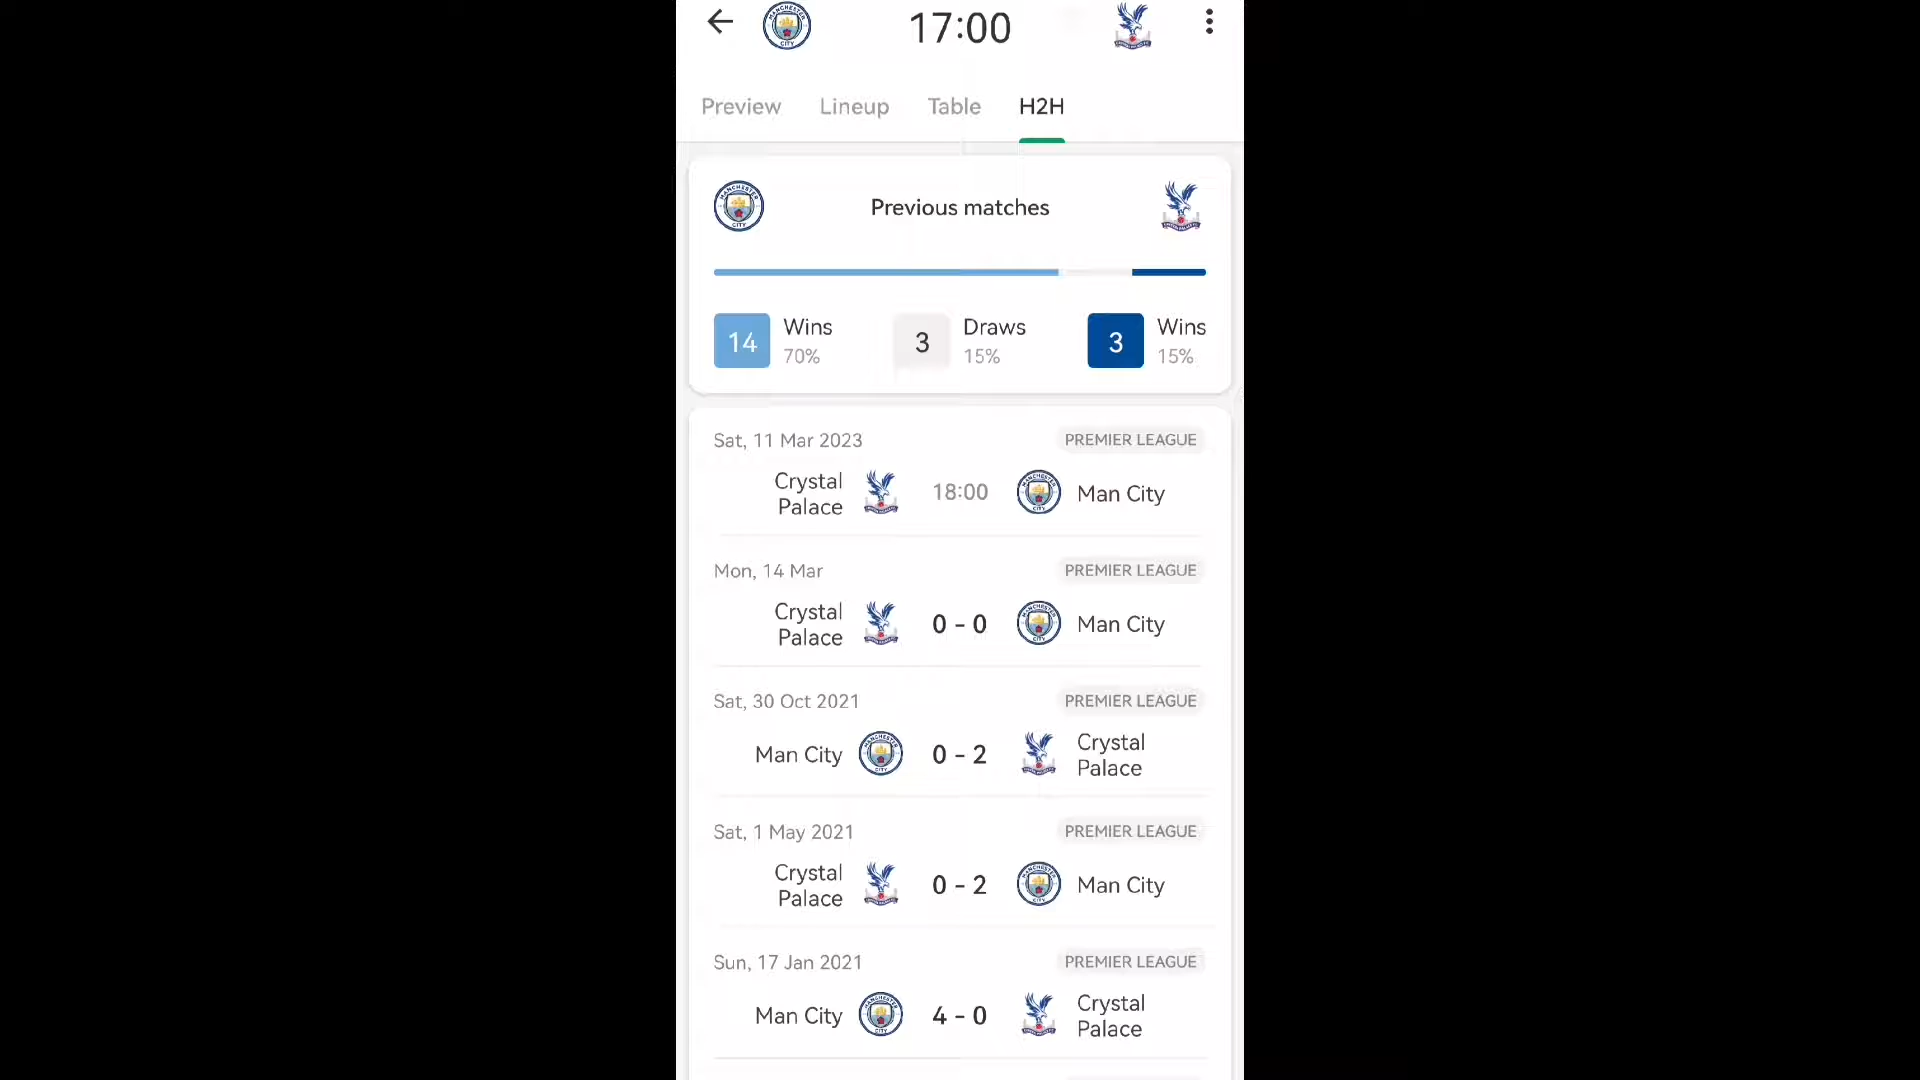 17:00
Preview Lineup Table H2H
Previous matches
14 Wins 70% 3 Draws 15% 3 Wins 15%
Sat, 11 Mar 2023 PREMIER LEAGUE
Crystal Palace 18:00 Man City
Mon, 14 Mar PREMIER LEAGUE
Crystal Palace 0 - 0 Man City
Sat, 30 Oct 2021 PREMIER LEAGUE
Man City 0 - 2 Crystal Palace
Sat, 1 May 2021 PREMIER LEAGUE
Crystal Palace 0 - 2 Man City
Sun, 17 Jan 2021 PREMIER LEAGUE
Man City 4 - 0 Crystal Palace